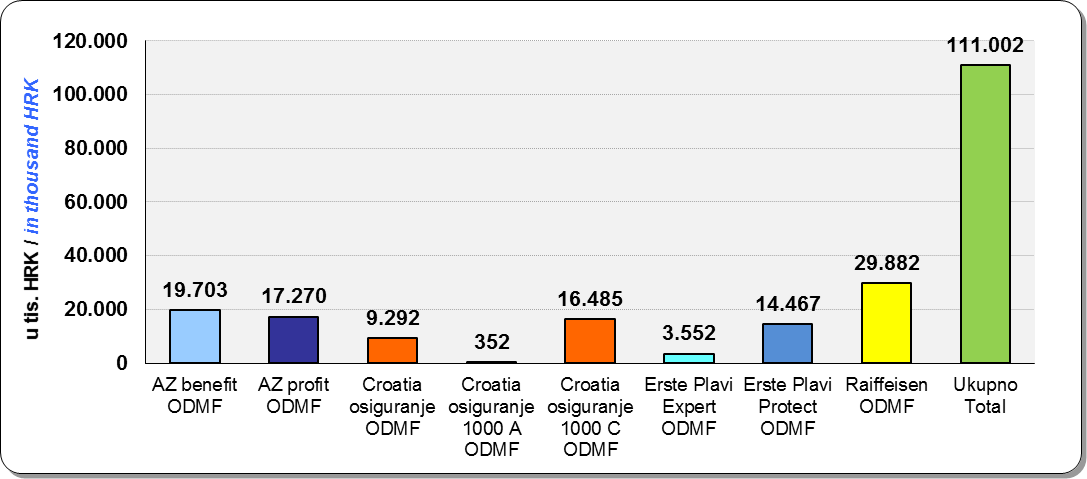 u tis. HRK / in thousand HRK
120.000
100.000
80.000
60.000
40.000
20.000
0
19.703
17.270
9.292
352
16.485
3.552
14.467
29.882
111.002
AZ benefit
ODMF
AZ profit
ODMF
Croatia
osiguranje
ODMF
Croatia
osiguranje
1000 A
ODMF
Croatia
osiguranje
1000 C
ODMF
Erste Plavi
Expert
ODMF
Erste Plavi
Protect
ODMF
Raiffeisen
ODMF
Ukupno
Total